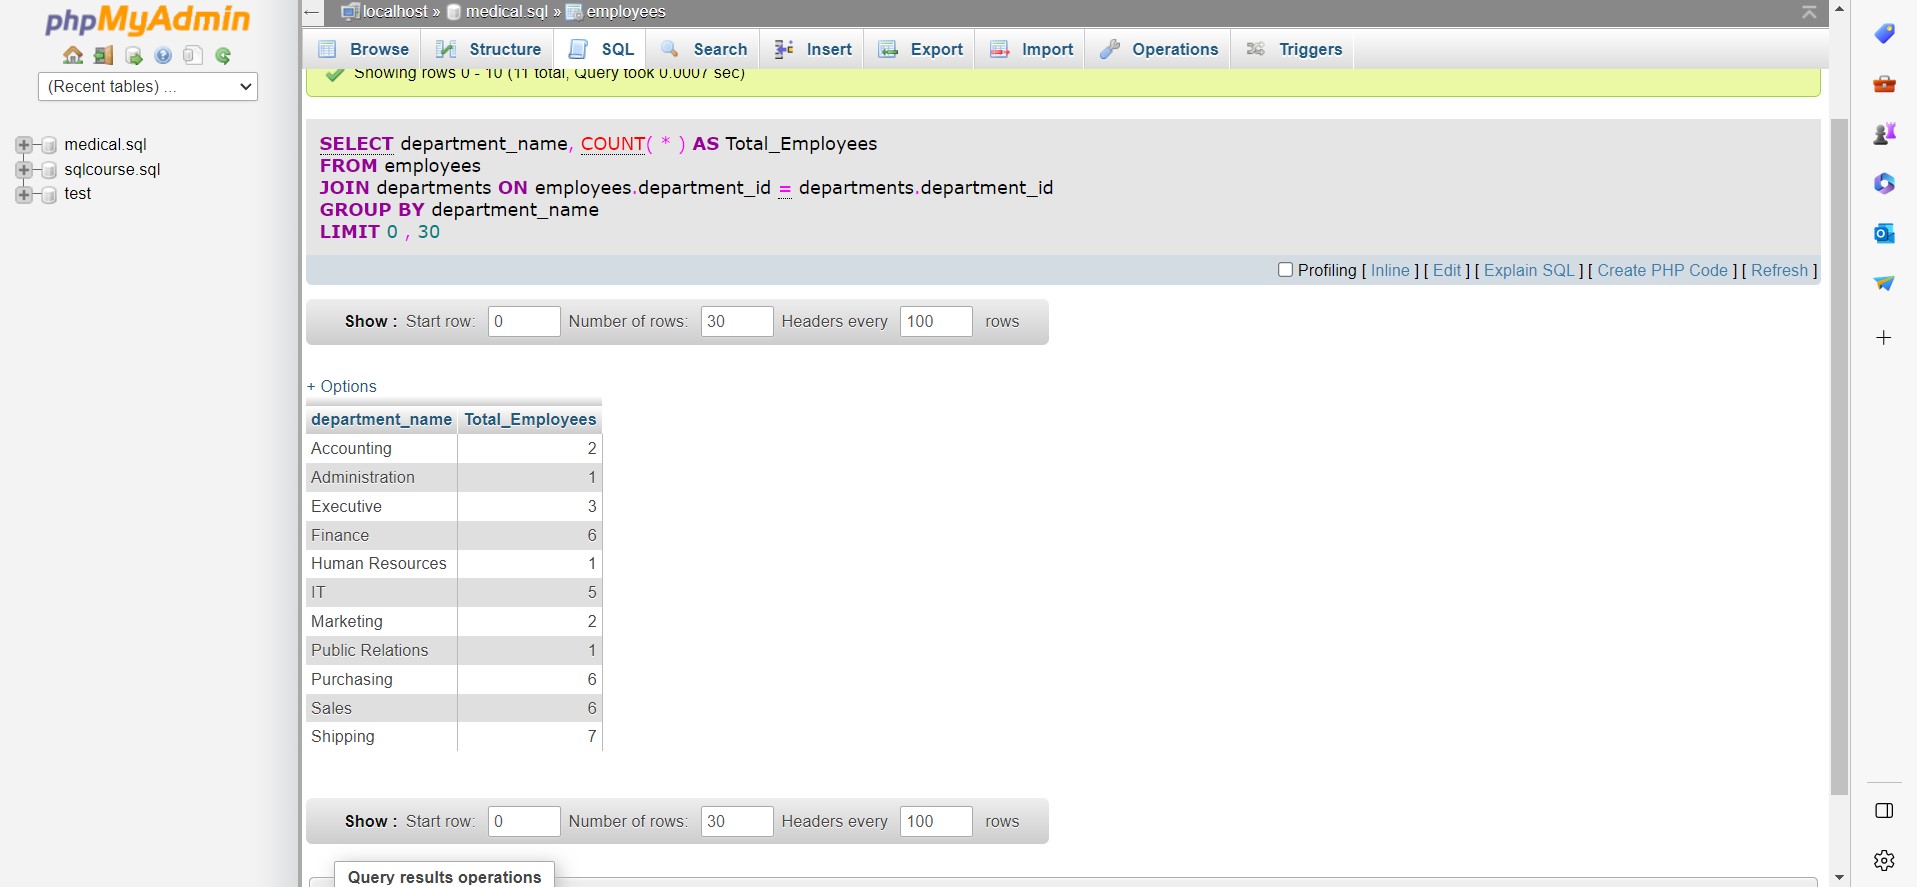 phpMyAdmin
(Recent tables) ...
medical.sql
sqlcourse.sql
test
localhost » medical.sql » employees
Browse Structure SQL Search Insert Export Import Operations Triggers
Showing rows 0 - 10 (11 total, Query took 0.0007 sec)
SELECT department_name, COUNT( * ) AS Total_Employees
FROM employees
JOIN departments ON employees.department_id = departments.department_id
GROUP BY department_name
LIMIT 0 , 30
Profiling [ Inline ] [ Edit ] [ Explain SQL ] [ Create PHP Code ] [ Refresh ]
Show : Start row: 0 Number of rows: 30 Headers every 100 rows
+ Options
department_name Total_Employees
Accounting 2
Administration 1
Executive 3
Finance 6
Human Resources 1
IT 5
Marketing 2
Public Relations 1
Purchasing 6
Sales 6
Shipping 7
Show : Start row: 0 Number of rows: 30 Headers every 100 rows
Query results operations